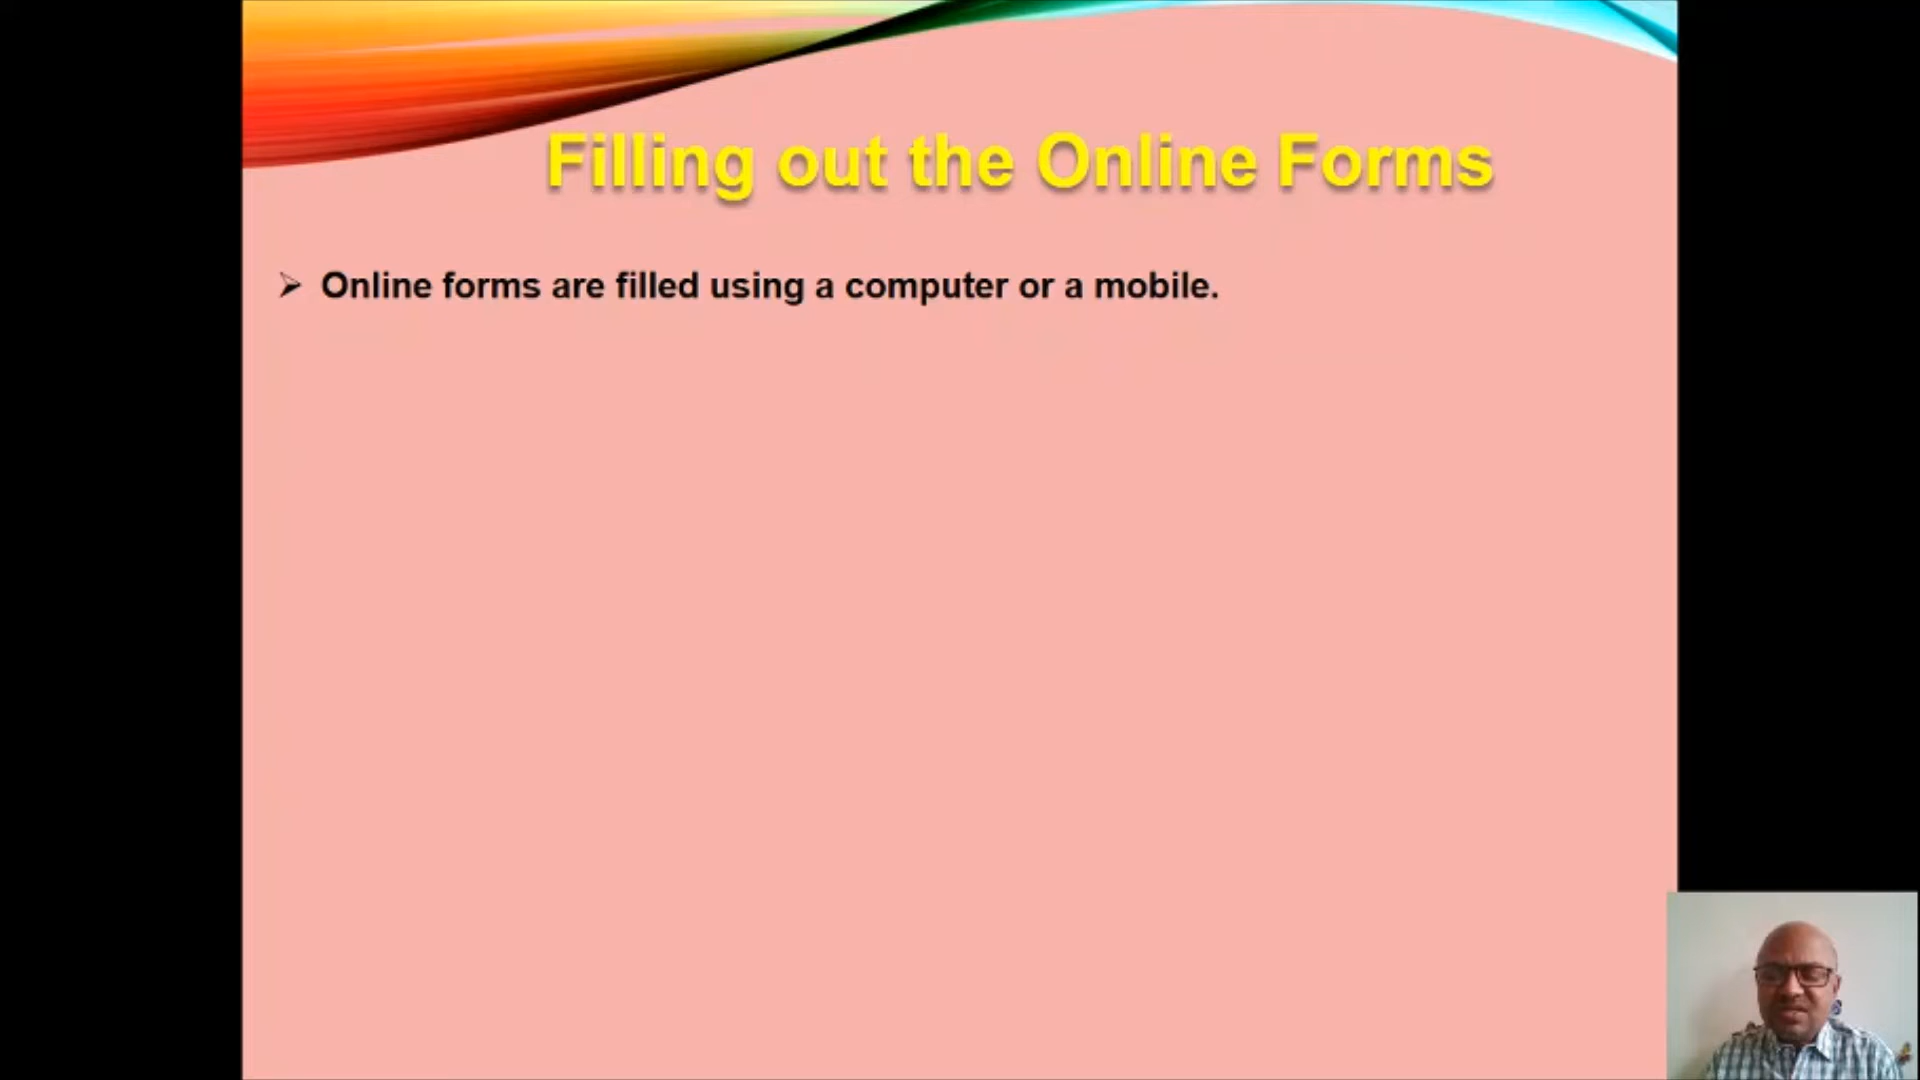 Filling out the Online Forms
➢ Online forms are filled using a computer or a mobile.